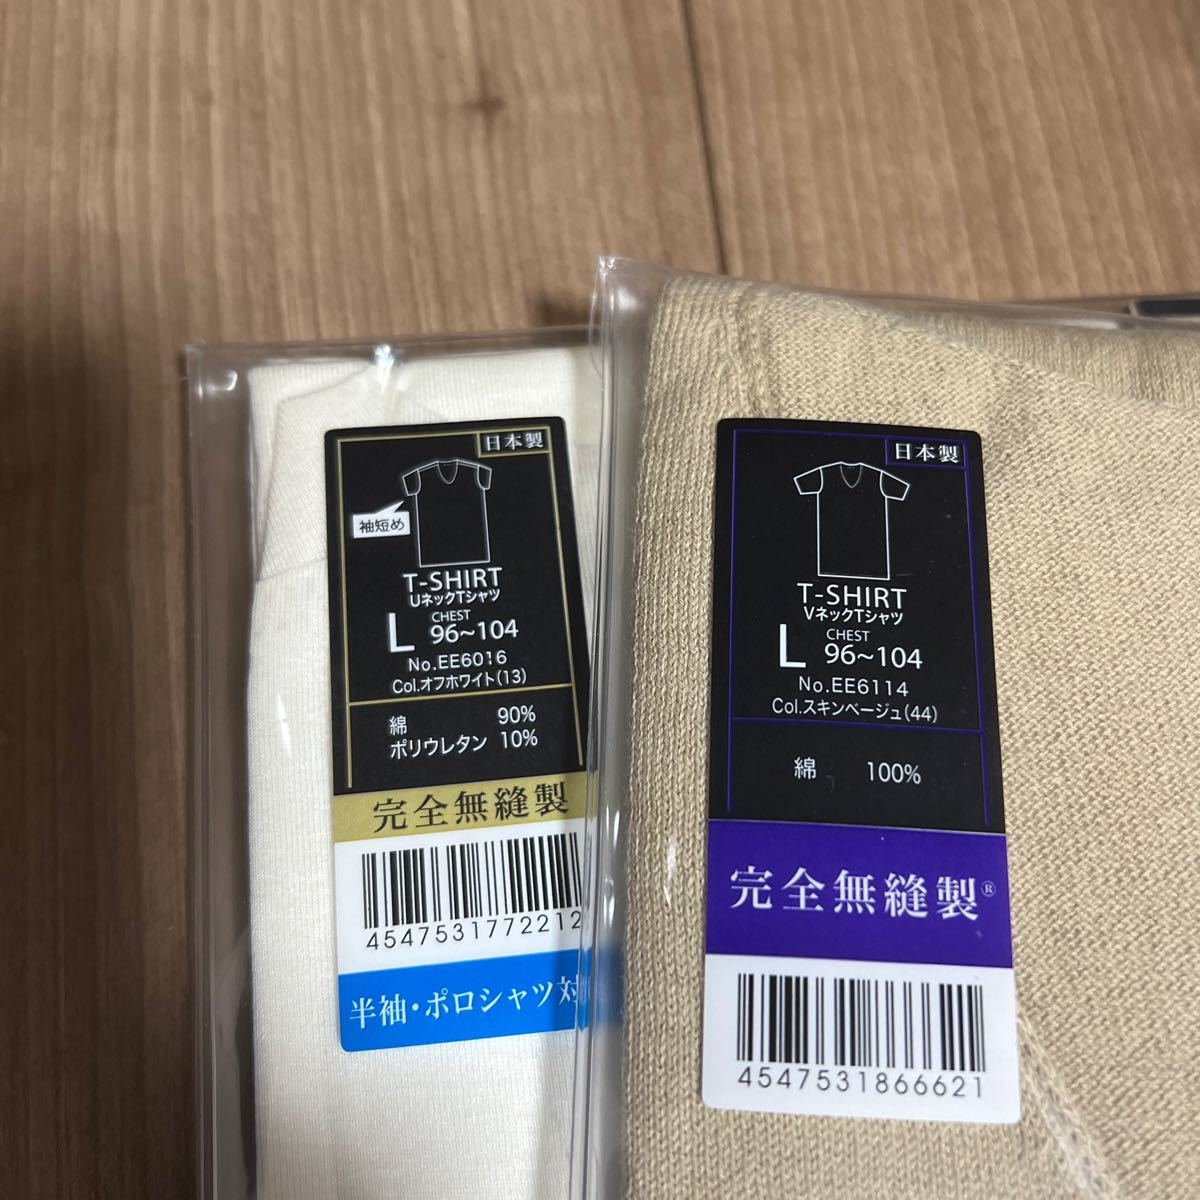 日本製
袖短め
T-SHIRT
UネックTシャツ
L CHEST 96~104
No.EE6016
Col.オフホワイト(13)
綿 90%
ポリウレタン 10%
完全無縫製
4547531772212
半袖・ポロシャツ対
日本製
T-SHIRT
VネックTシャツ
L CHEST 96~104
No.EE6114
Col.スキンベージュ(44)
綿 100%
完全無縫製®
4547531866621